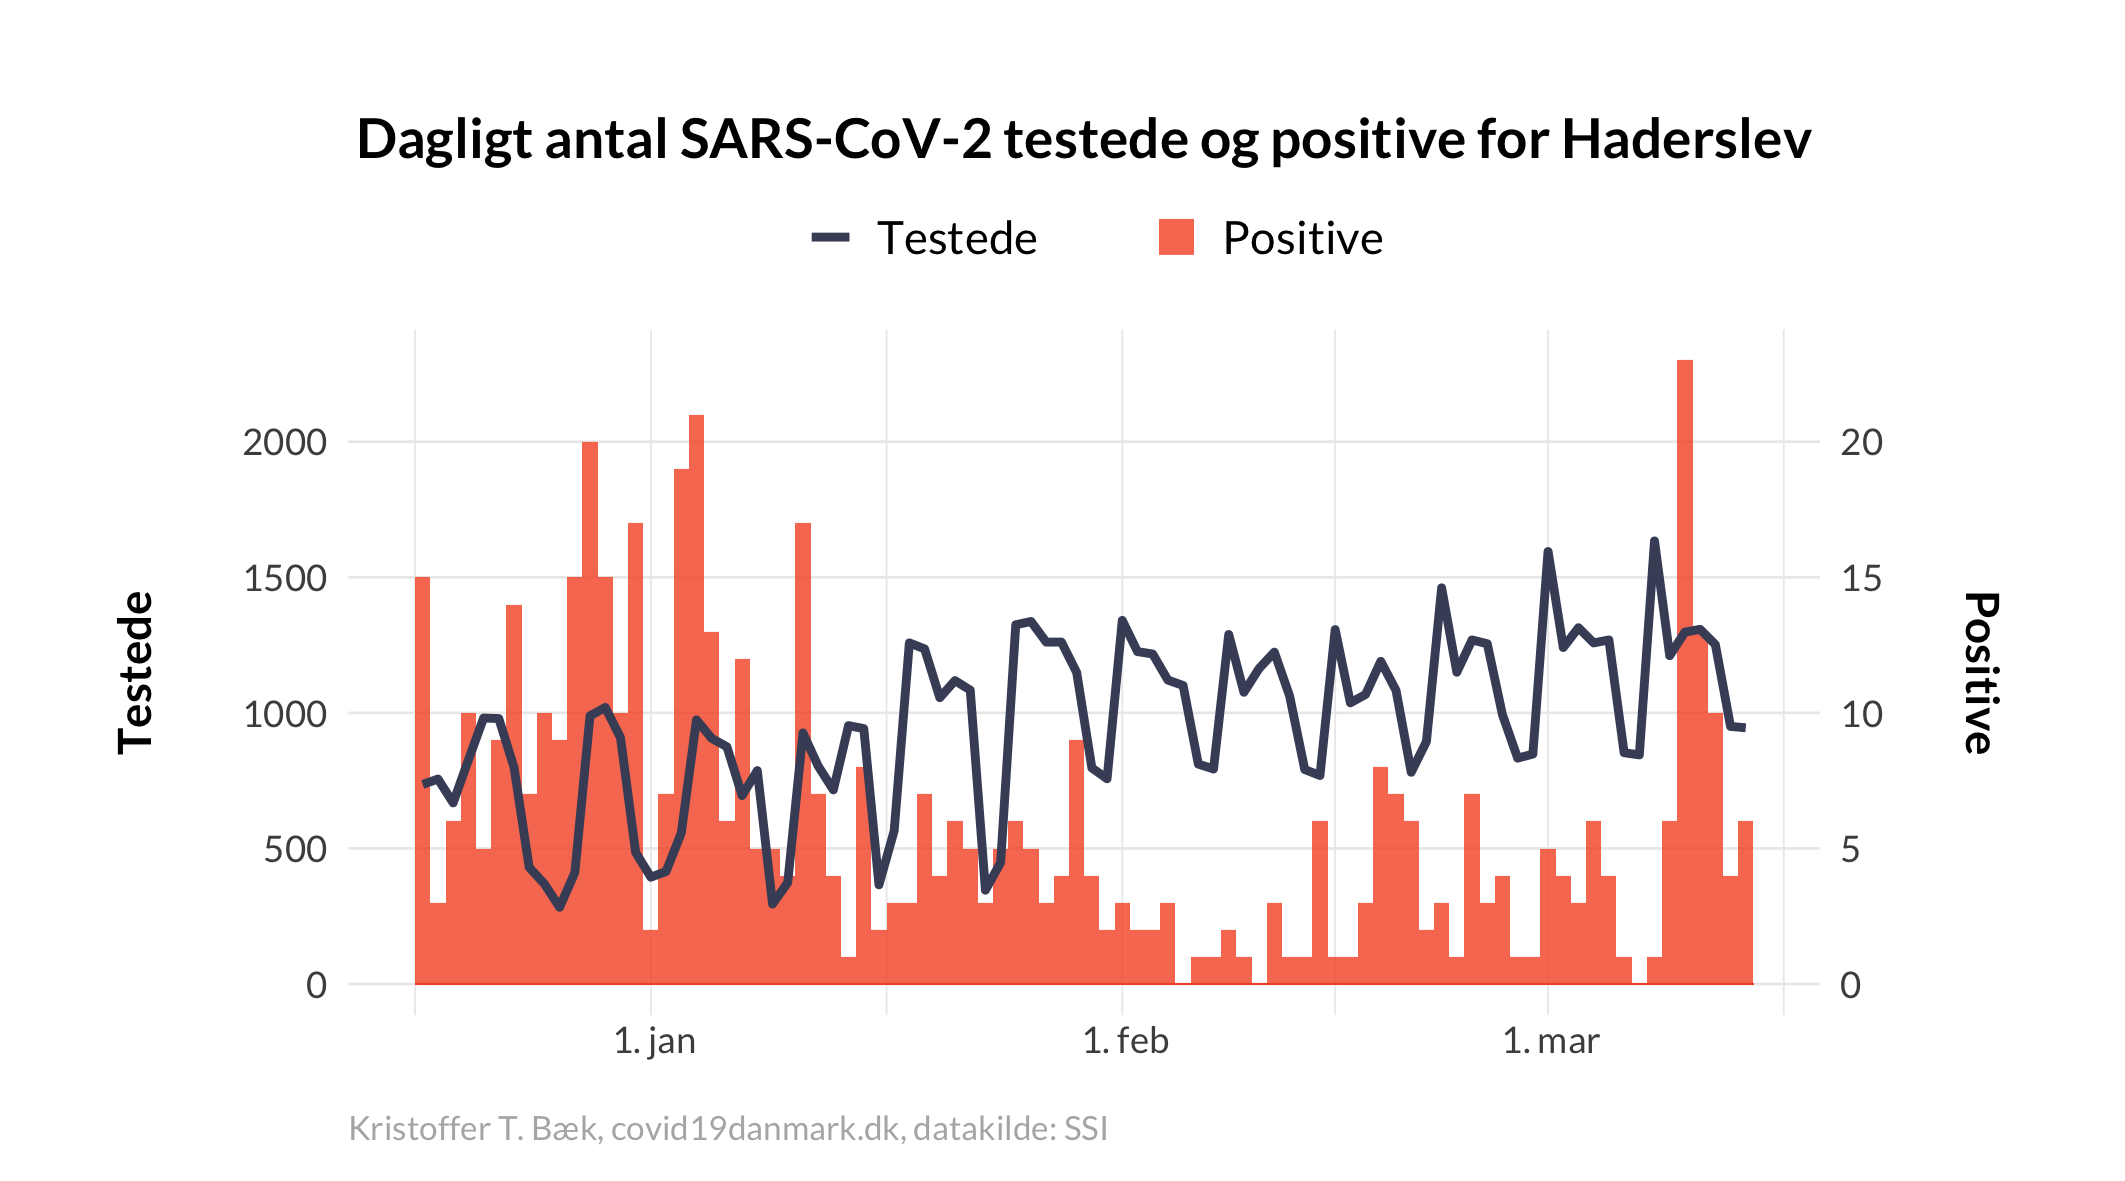 Dagligt antal SARS-CoV-2 testede og positive for Haderslev
Testede
Positive
Testede
2000
1500
1000
500
0
20
15
10
5
0
Positive
1. jan
1. feb
1. mar
Kristoffer T. Bæk, covid19danmark.dk, datakilde: SSI